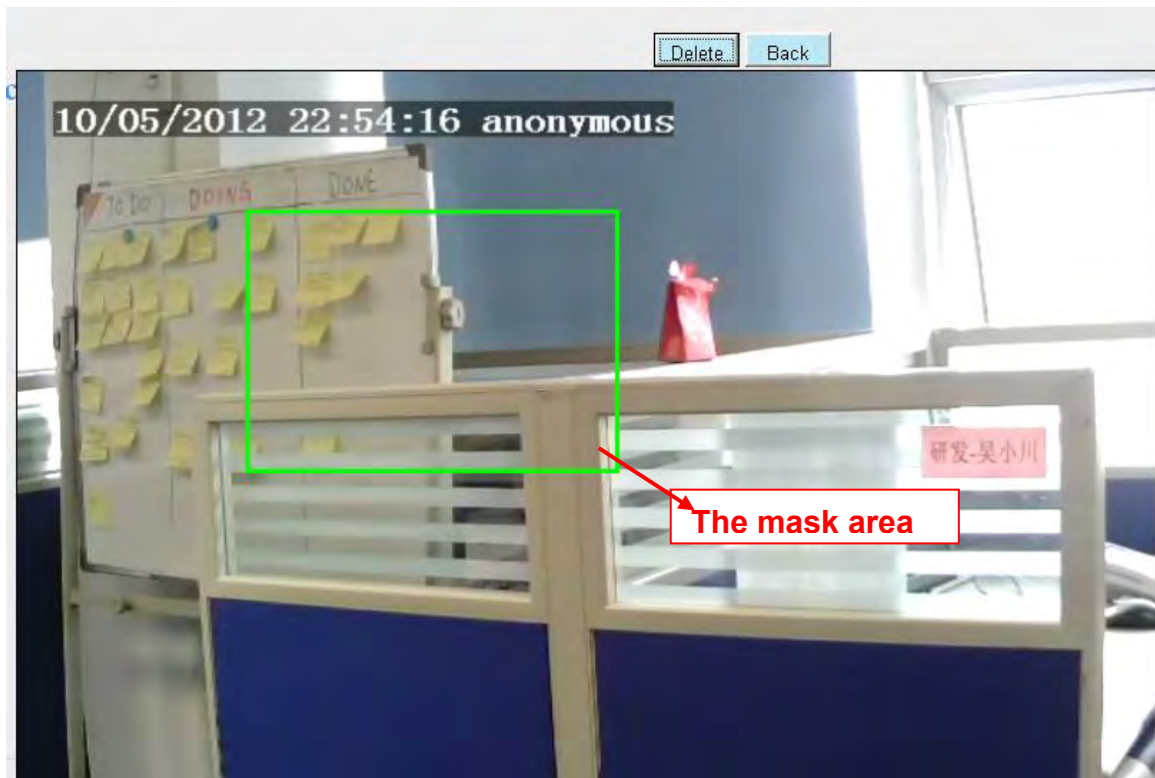 Delete Back
10/05/2012 22:54:16 anonymous
TO DO DOING DONE
研发-吴小川
The mask area